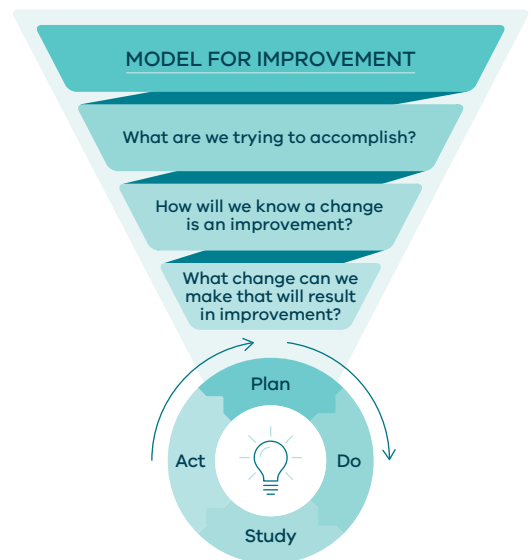 MODEL FOR IMPROVEMENT
What are we trying to accomplish?
How will we know a change
is an improvement?
What change can we
make that will result
in improvement?
Plan
Do
Study
Act